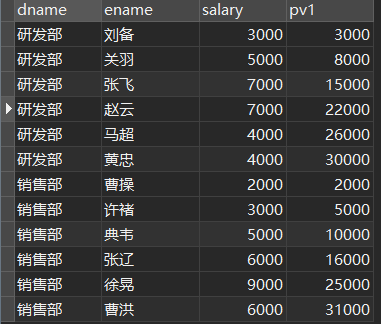 dname ename salary pv1
研发部 刘备 3000 3000
研发部 关羽 5000 8000
研发部 张飞 7000 15000
研发部 赵云 7000 22000
研发部 马超 4000 26000
研发部 黄忠 4000 30000
销售部 曹操 2000 2000
销售部 许褚 3000 5000
销售部 典韦 5000 10000
销售部 张辽 6000 16000
销售部 徐晃 9000 25000
销售部 曹洪 6000 31000